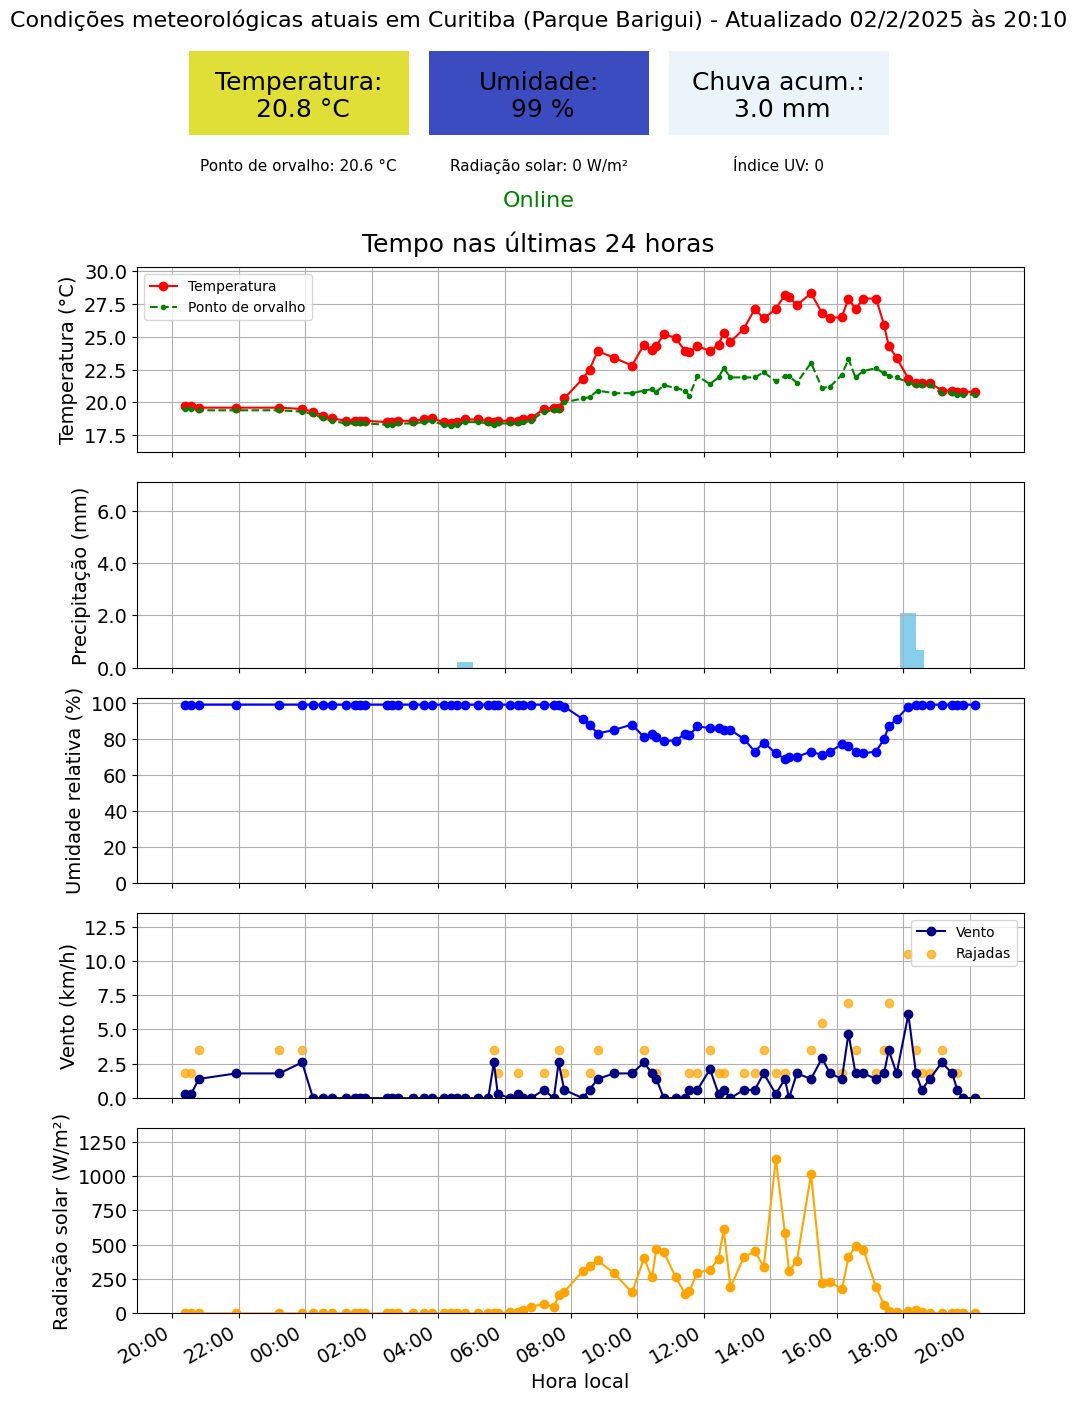 Condições meteorológicas atuais em Curitiba (Parque Barigui) - Atualizado 02/2/2025 às 20:10
Temperatura:
20.8 °C
Umidade:
99 %
Chuva acum.:
3.0 mm
Ponto de orvalho: 20.6 °C
Radiação solar: 0 W/m²
Índice UV: 0
Online
Tempo nas últimas 24 horas
Temperatura (°C)
30.0
27.5
25.0
22.5
20.0
17.5
Temperatura
Ponto de orvalho
Precipitação (mm)
6.0
4.0
2.0
0.0
Umidade relativa (%)
100
80
60
40
20
0
Vento (km/h)
12.5
10.0
7.5
5.0
2.5
0.0
Vento
Rajadas
Radiação solar (W/m²)
1250
1000
750
500
250
0
20:00
22:00
00:00
02:00
04:00
06:00
08:00
10:00
12:00
14:00
16:00
18:00
20:00
Hora local